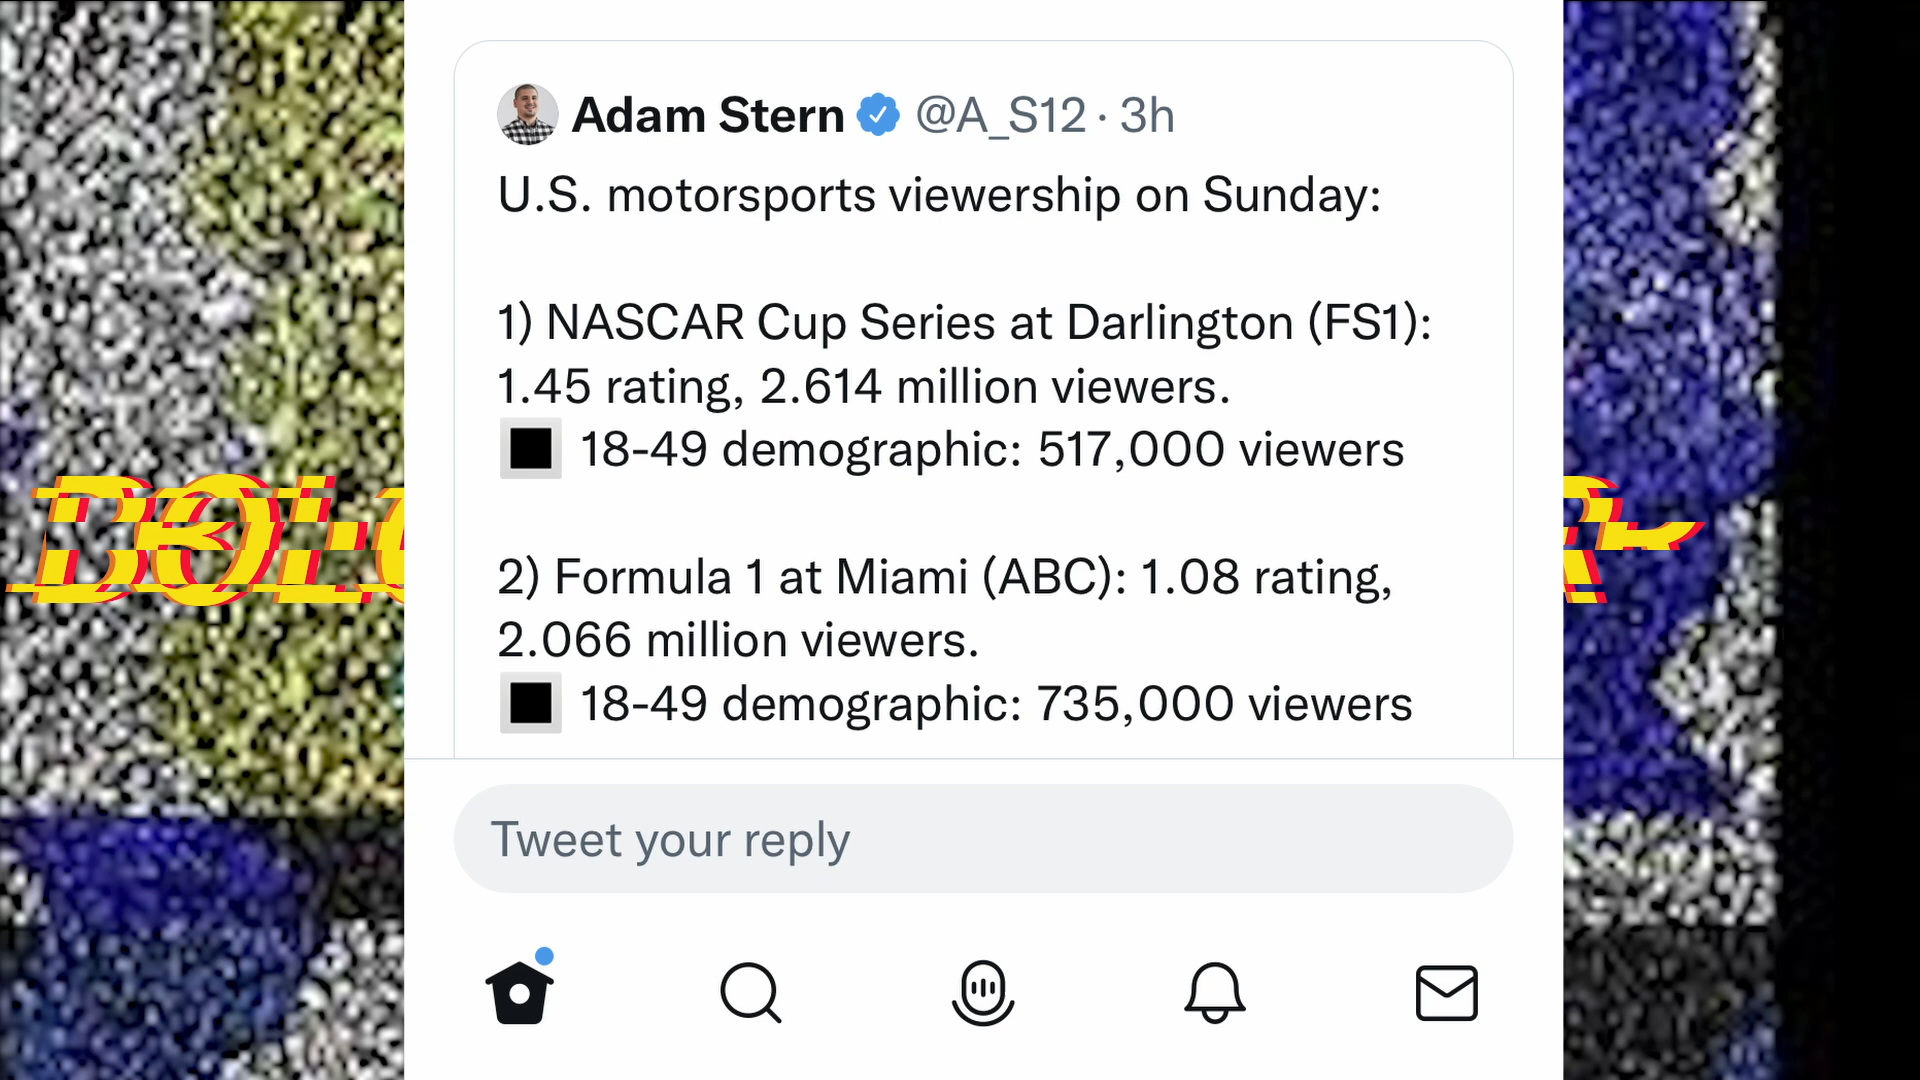 Adam Stern @A_S12 · 3h
U.S. motorsports viewership on Sunday:
1) NASCAR Cup Series at Darlington (FS1):
1.45 rating, 2.614 million viewers.
18-49 demographic: 517,000 viewers
2) Formula 1 at Miami (ABC): 1.08 rating,
2.066 million viewers.
18-49 demographic: 735,000 viewers
Tweet your reply